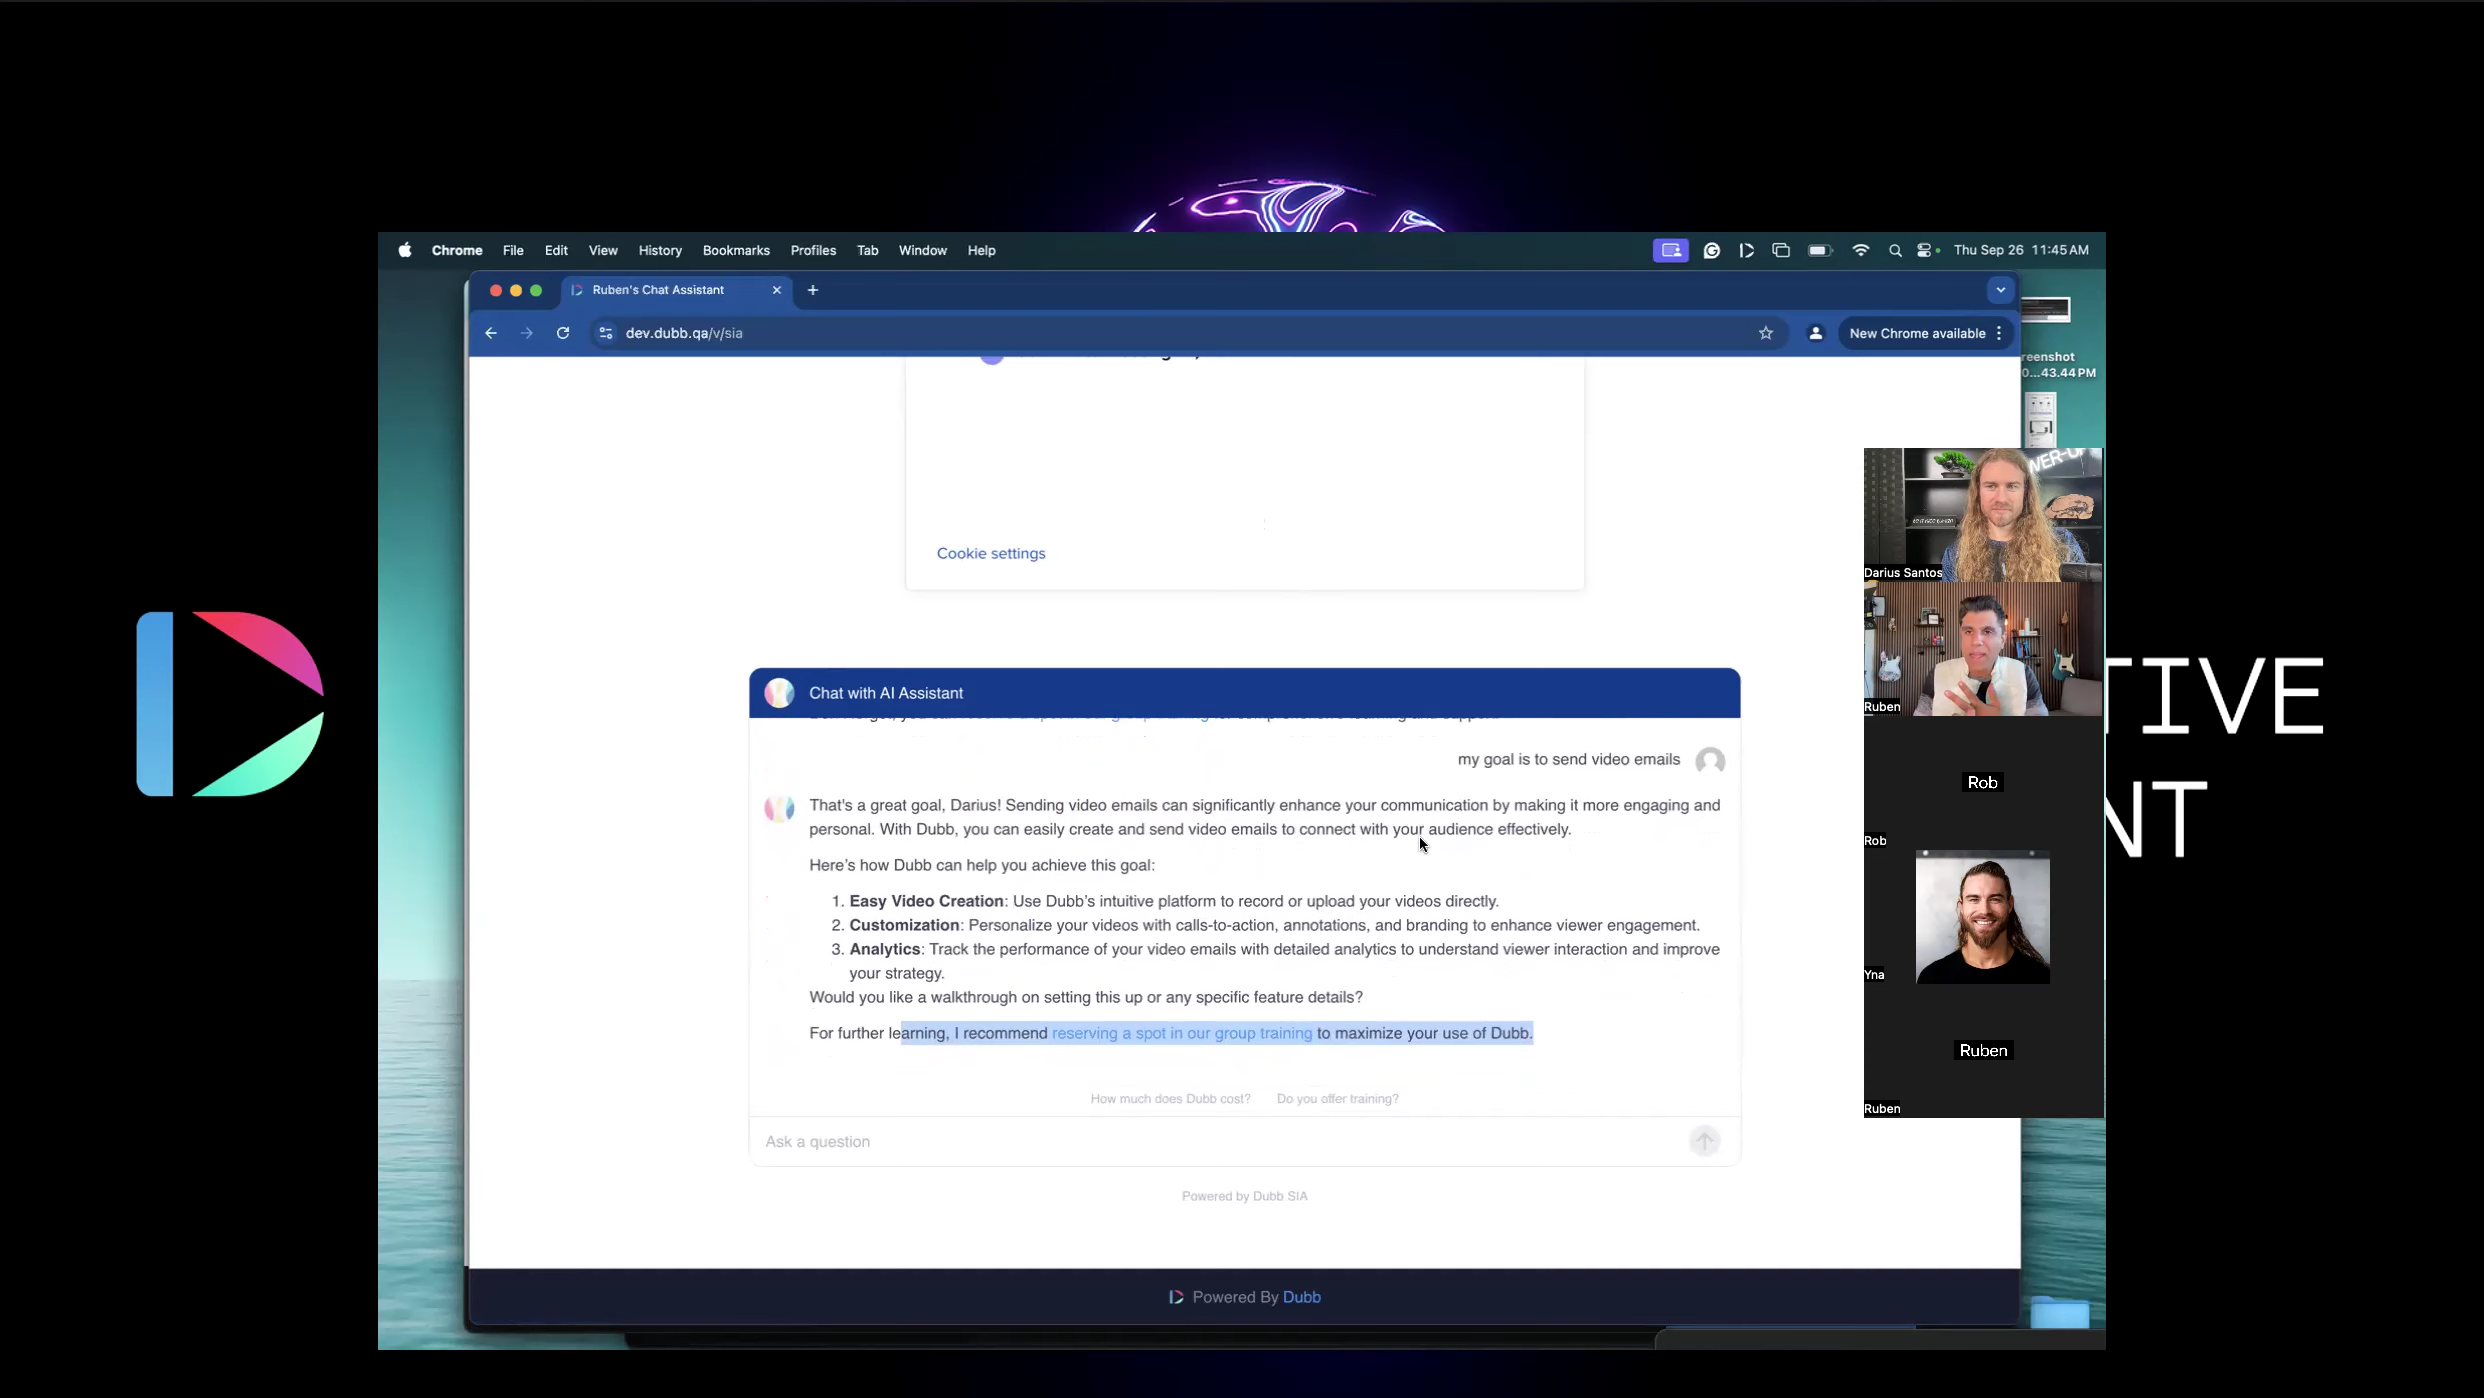 Chrome File Edit View History Bookmarks Profiles Tab Window Help
Thu Sep 26 11:45 AM
Ruben's Chat Assistant
dev.dubb.qa/v/sia
New Chrome available
reenshot
0...43.44 PM
Cookie settings
WER-U
Darius Santos
Ruben
TIVE
NT
Chat with AI Assistant
my goal is to send video emails
That's a great goal, Darius! Sending video emails can significantly enhance your communication by making it more engaging and
personal. With Dubb, you can easily create and send video emails to connect with your audience effectively.
Here's how Dubb can help you achieve this goal:
1. Easy Video Creation: Use Dubb's intuitive platform to record or upload your videos directly.
2. Customization: Personalize your videos with calls-to-action, annotations, and branding to enhance viewer engagement.
3. Analytics: Track the performance of your video emails with detailed analytics to understand viewer interaction and improve
your strategy.
Would you like a walkthrough on setting this up or any specific feature details?
For further learning, I recommend reserving a spot in our group training to maximize your use of Dubb.
How much does Dubb cost? Do you offer training?
Ask a question
Powered by Dubb SIA
Powered By Dubb
Rob
Rob
Yna
Ruben
Ruben